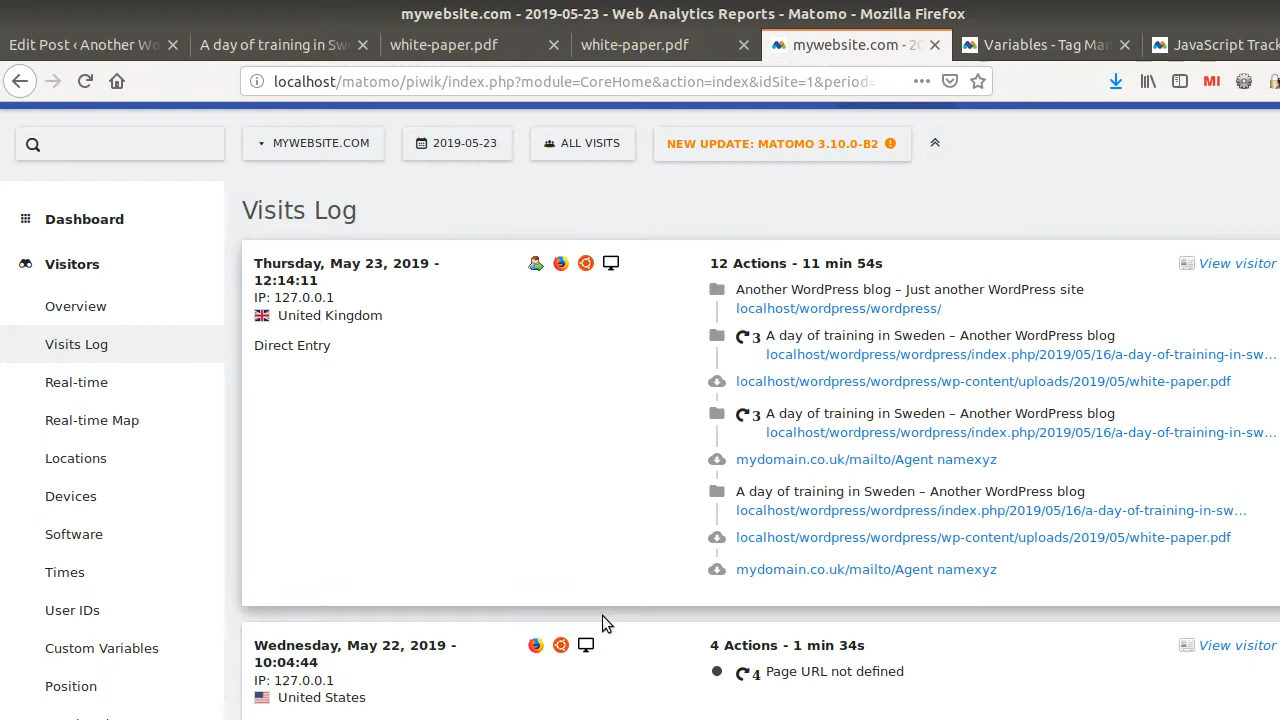 mywebsite.com - 2019-05-23 - Web Analytics Reports - Matomo - Mozilla Firefox
Edit Post ‹ Another Wo
A day of training in Sw
white-paper.pdf
white-paper.pdf
mywebsite.com - 20
Variables - Tag Man
JavaScript Track
localhost/matomo/piwik/index.php?module=CoreHome&action=index&idSite=1&period=
MI
MYWEBSITE.COM
2019-05-23
ALL VISITS
NEW UPDATE: MATOMO 3.10.0-B2
Dashboard
Visitors
Overview
Visits Log
Real-time
Real-time Map
Locations
Devices
Software
Times
User IDs
Custom Variables
Position
Visits Log
Thursday, May 23, 2019 -
12:14:11
IP: 127.0.0.1
United Kingdom
Direct Entry
12 Actions - 11 min 54s
View visitor
Another WordPress blog – Just another WordPress site
localhost/wordpress/wordpress/
3 A day of training in Sweden – Another WordPress blog
localhost/wordpress/wordpress/index.php/2019/05/16/a-day-of-training-in-sw...
localhost/wordpress/wordpress/wp-content/uploads/2019/05/white-paper.pdf
3 A day of training in Sweden – Another WordPress blog
localhost/wordpress/wordpress/index.php/2019/05/16/a-day-of-training-in-sw...
mydomain.co.uk/mailto/Agent namexyz
A day of training in Sweden – Another WordPress blog
localhost/wordpress/wordpress/index.php/2019/05/16/a-day-of-training-in-sw...
localhost/wordpress/wordpress/wp-content/uploads/2019/05/white-paper.pdf
mydomain.co.uk/mailto/Agent namexyz
Wednesday, May 22, 2019 -
10:04:44
IP: 127.0.0.1
United States
4 Actions - 1 min 34s
View visitor
4 Page URL not defined